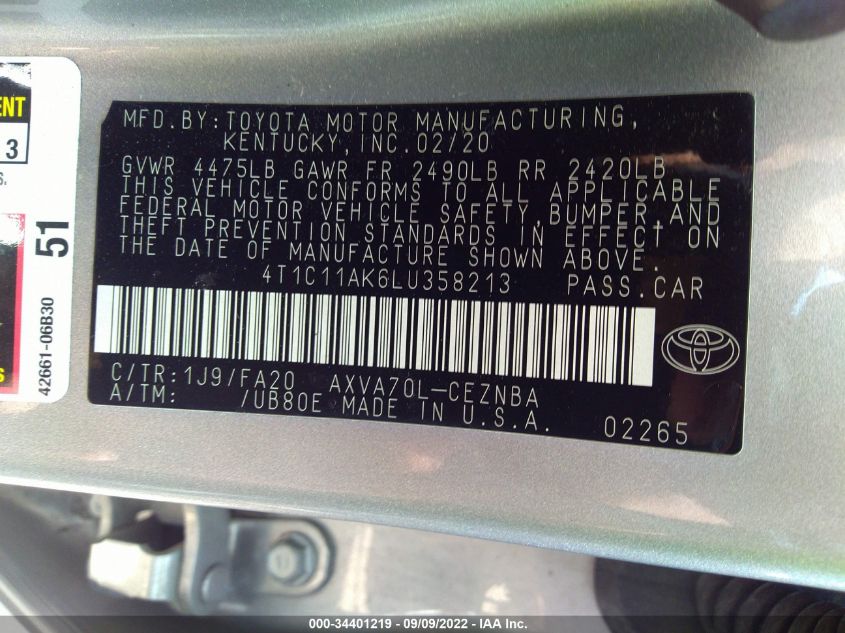 ENT
3
S.
51
42661-06B30
S
MFD.BY:TOYOTA MOTOR MANUFACTURING,
KENTUCKY,INC.02/20
GVWR 4475LB GAWR FR 2490LB RR 2420LB
THIS VEHICLE CONFORMS TO ALL APPLICABLE
FEDERAL MOTOR VEHICLE SAFETY,BUMPER,AND
THEFT PREVENTION STANDARDS IN EFFECT ON
THE DATE OF MANUFACTURE SHOWN ABOVE.
4T1C11AK6LU358213 PASS.CAR
C/TR:1J9/FA20 AXVA70L-CEZNBA
A/TM: /UB80E MADE IN U.S.A.
02265
000-34401219 - 09/09/2022 - IAA Inc.